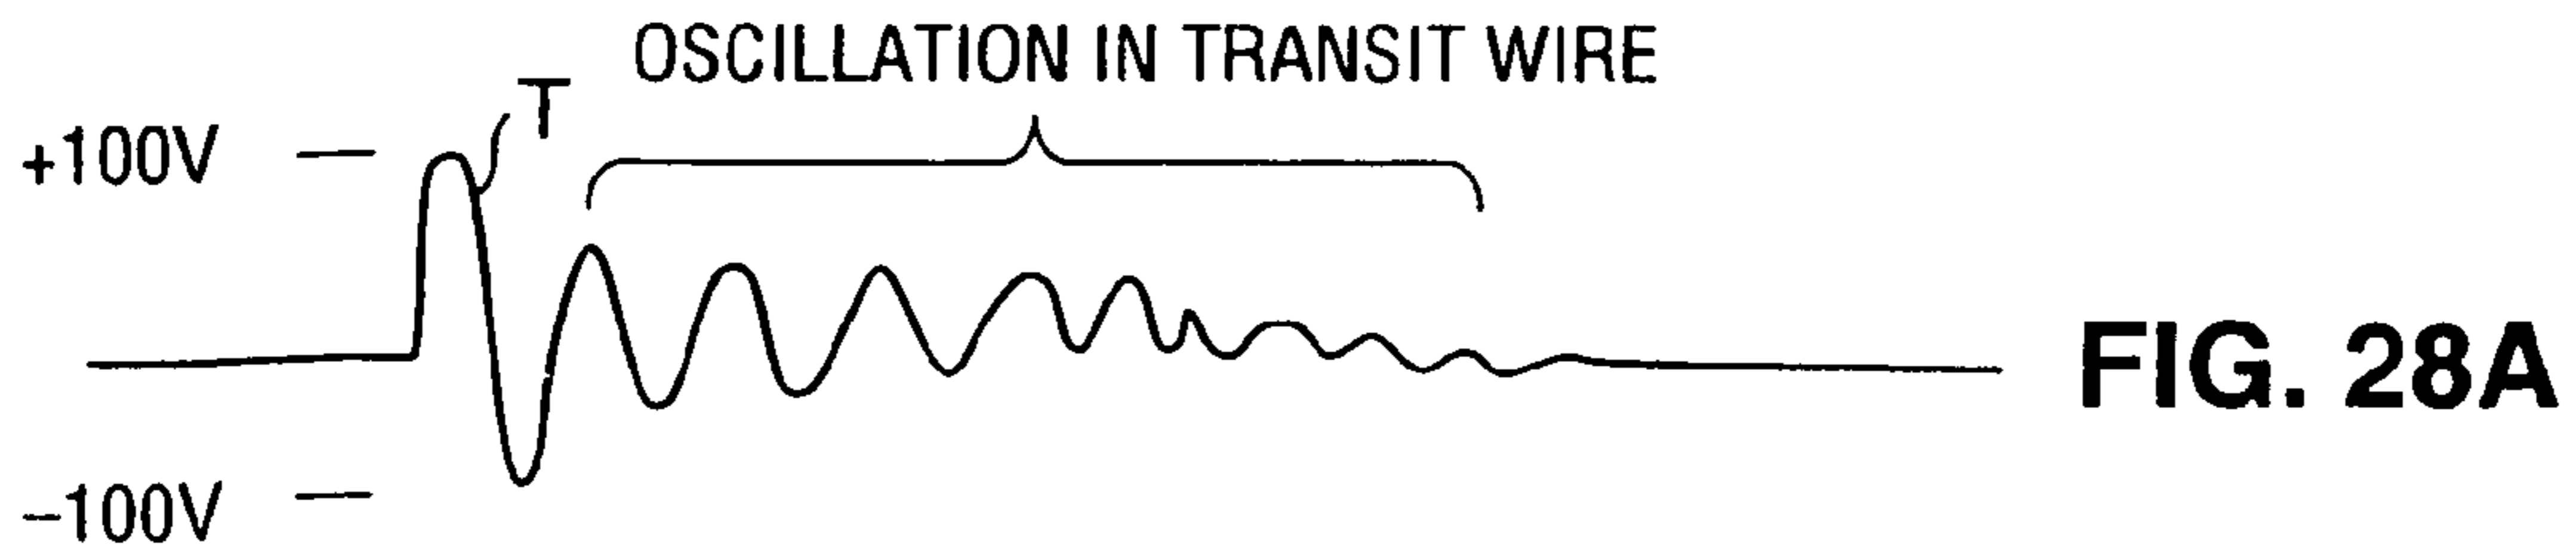 OSCILLATION IN TRANSIT WIRE
T
+100V
−100V
FIG. 28A